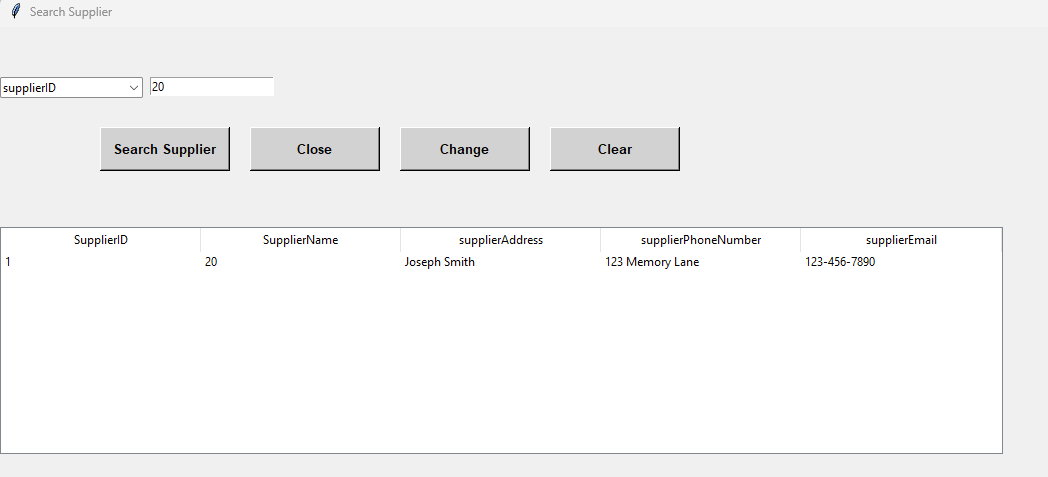 Search Supplier
supplierID 20
Search Supplier Close Change Clear
SupplierID SupplierName supplierAddress supplierPhoneNumber supplierEmail
1 20 Joseph Smith 123 Memory Lane 123-456-7890